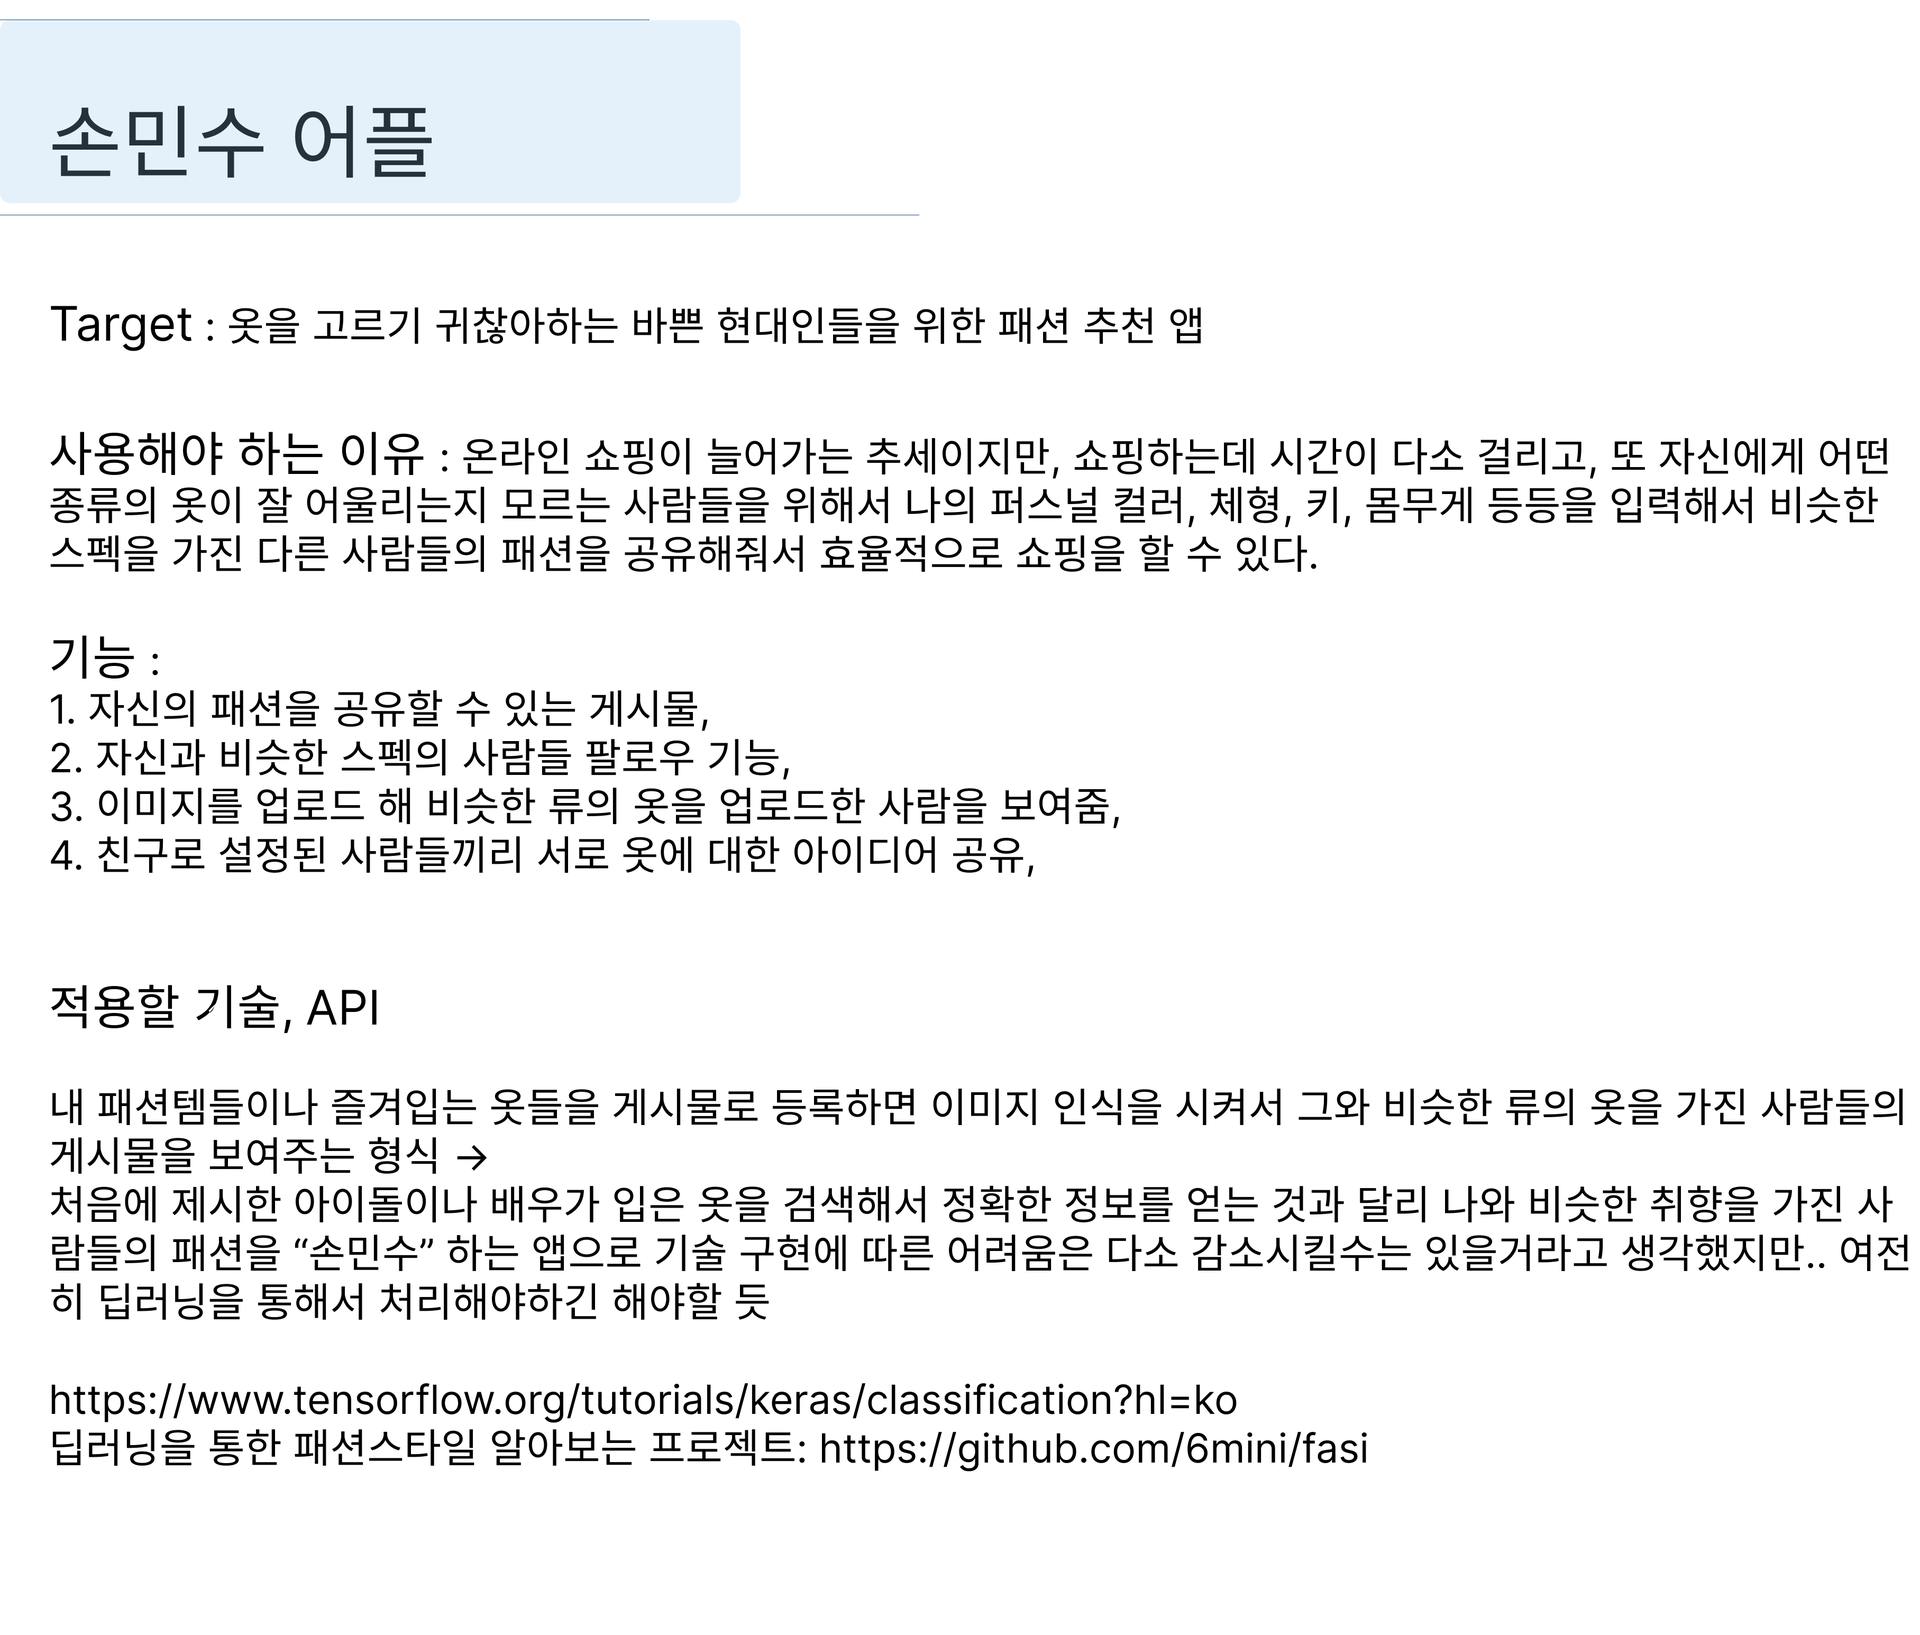 손민수 어플
Target : 옷을 고르기 귀찮아하는 바쁜 현대인들을 위한 패션 추천 앱
사용해야 하는 이유 : 온라인 쇼핑이 늘어가는 추세이지만, 쇼핑하는데 시간이 다소 걸리고, 또 자신에게 어떤
종류의 옷이 잘 어울리는지 모르는 사람들을 위해서 나의 퍼스널 컬러, 체형, 키, 몸무게 등등을 입력해서 비슷한
스펙을 가진 다른 사람들의 패션을 공유해줘서 효율적으로 쇼핑을 할 수 있다.
기능 :
1. 자신의 패션을 공유할 수 있는 게시물,
2. 자신과 비슷한 스펙의 사람들 팔로우 기능,
3. 이미지를 업로드 해 비슷한 류의 옷을 업로드한 사람을 보여줌,
4. 친구로 설정된 사람들끼리 서로 옷에 대한 아이디어 공유,
적용할 기술, API
내 패션템들이나 즐겨입는 옷들을 게시물로 등록하면 이미지 인식을 시켜서 그와 비슷한 류의 옷을 가진 사람들의
게시물을 보여주는 형식 →
처음에 제시한 아이돌이나 배우가 입은 옷을 검색해서 정확한 정보를 얻는 것과 달리 나와 비슷한 취향을 가진 사
람들의 패션을 “손민수” 하는 앱으로 기술 구현에 따른 어려움은 다소 감소시킬수는 있을거라고 생각했지만.. 여전
히 딥러닝을 통해서 처리해야하긴 해야할 듯
https://www.tensorflow.org/tutorials/keras/classification?hl=ko
딥러닝을 통한 패션스타일 알아보는 프로젝트: https://github.com/6mini/fasi